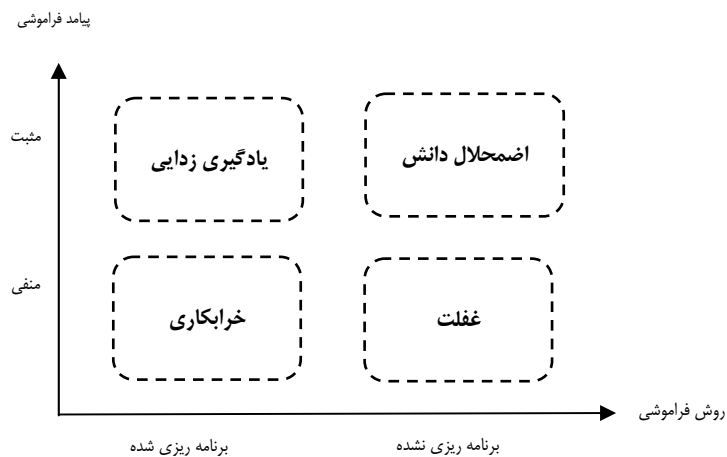 پیامد فراموشی
مثبت
اضمحلال دانش
یادگیری زدایی
منفی
غفلت
خرابکاری
روش فراموشی
برنامه ریزی نشده
برنامه ریزی شده